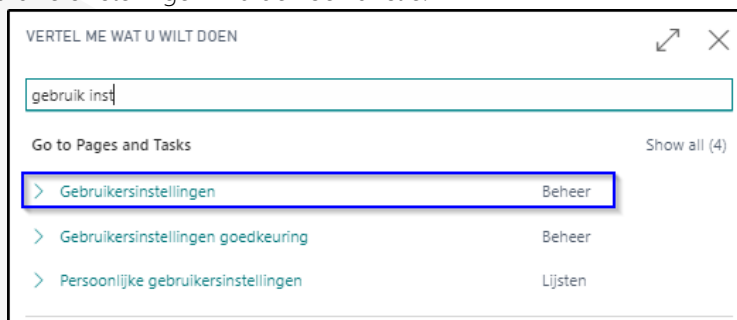 VERTEL ME WAT U WILT DOEN
gebruik inst
Go to Pages and Tasks Show all (4)
Gebruikersinstellingen Beheer
Gebruikersinstellingen goedkeuring Beheer
Persoonlijke gebruikersinstellingen Lijsten